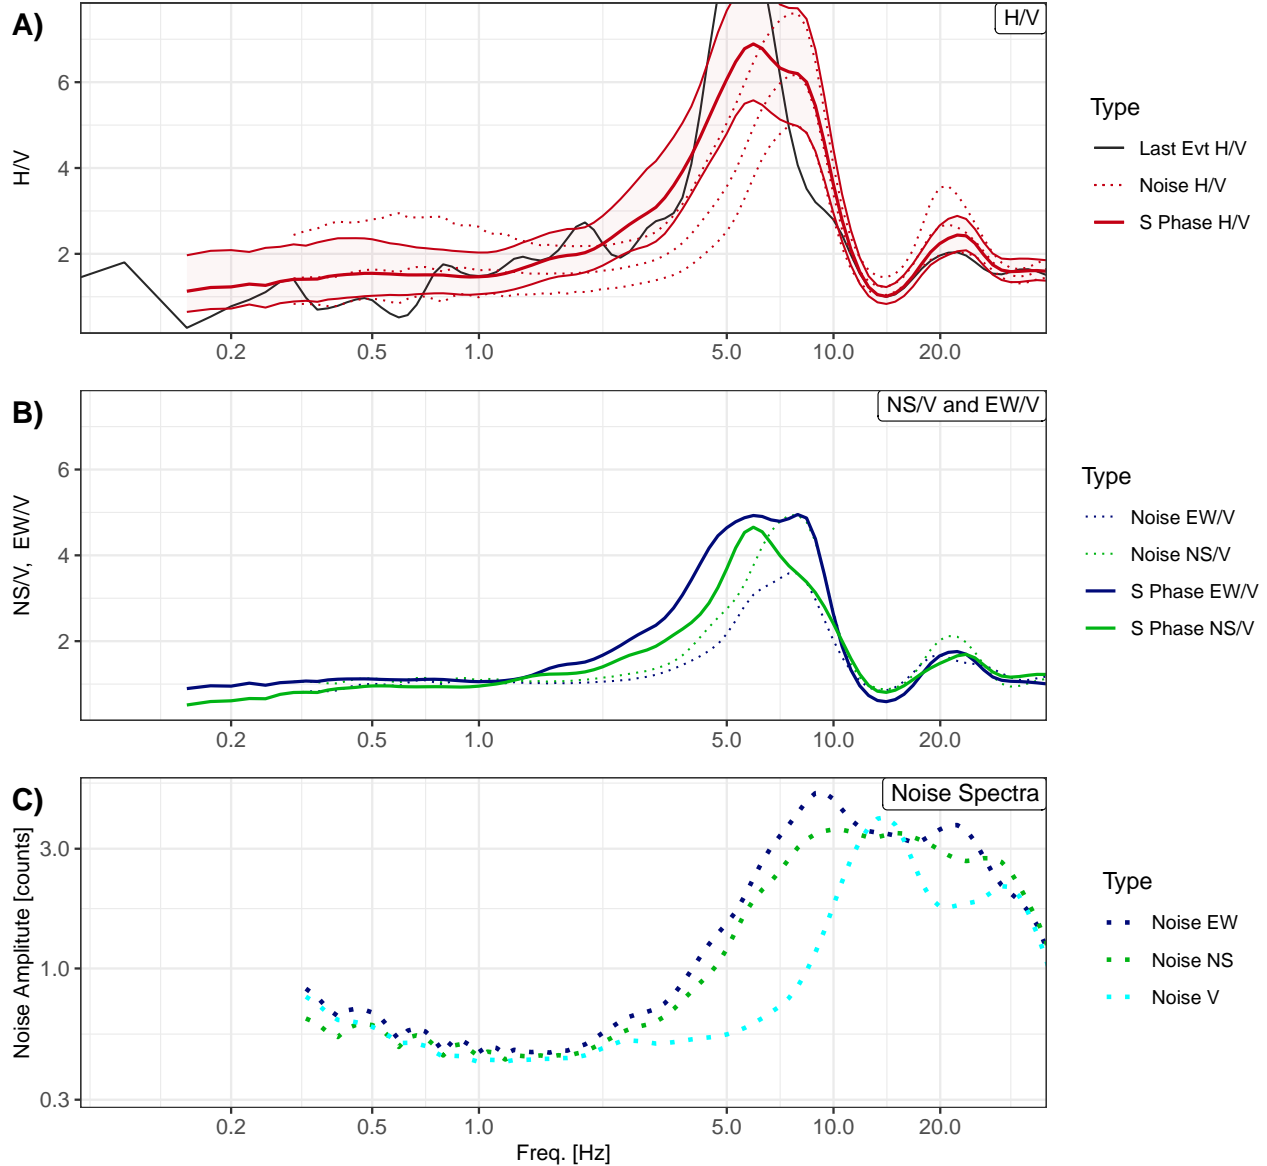 A)
H/V
H/V
6
4
2
0.2 0.5 1.0 5.0 10.0 20.0
Type
Last Evt H/V
Noise H/V
S Phase H/V
B)
NS/V and EW/V
NS/V,  EW/V
6
4
2
0.2 0.5 1.0 5.0 10.0 20.0
Type
Noise EW/V
Noise NS/V
S Phase EW/V
S Phase NS/V
C)
Noise Spectra
Noise Amplitute [counts]
3.0
1.0
0.3
0.2 0.5 1.0 5.0 10.0 20.0
Freq. [Hz]
Type
Noise EW
Noise NS
Noise V